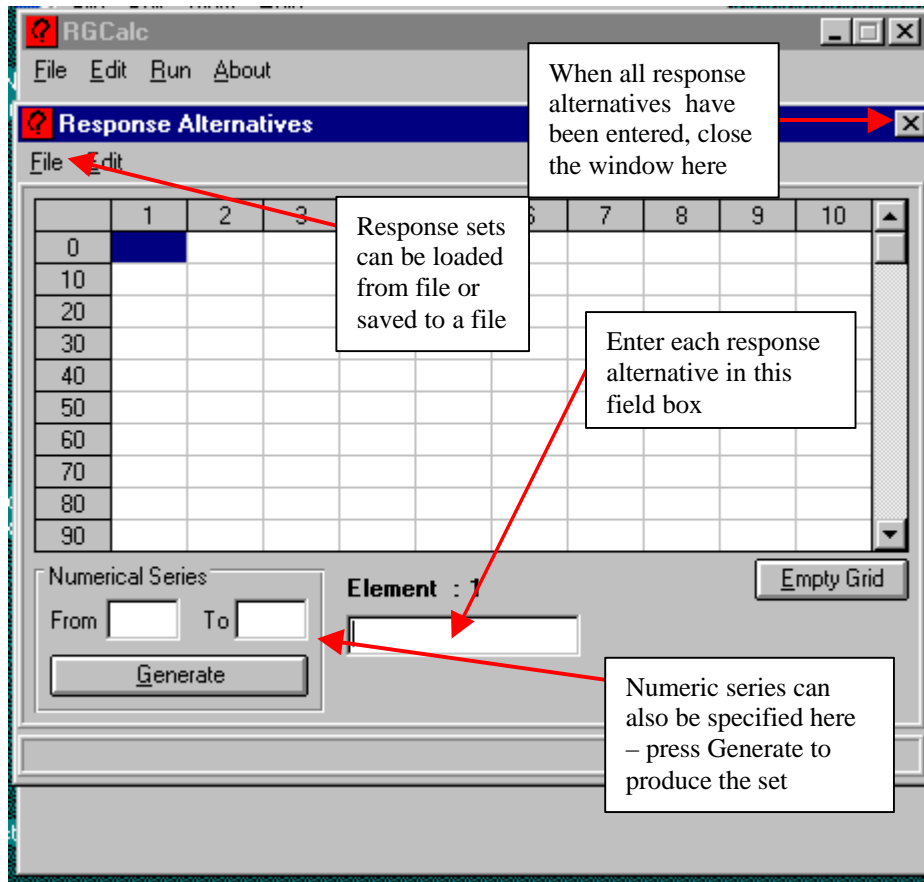 RGCalc
File Edit Run About
When all response
alternatives have
been entered, close
the window here
Response Alternatives
File Edit
Response sets
can be loaded
from file or
saved to a file
1 2 3 6 7 8 9 10
0
10
20
30
40
50
60
70
80
90
Enter each response
alternative in this
field box
Numerical Series
From To
Generate
Element : 1
Empty Grid
Numeric series can
also be specified here
– press Generate to
produce the set